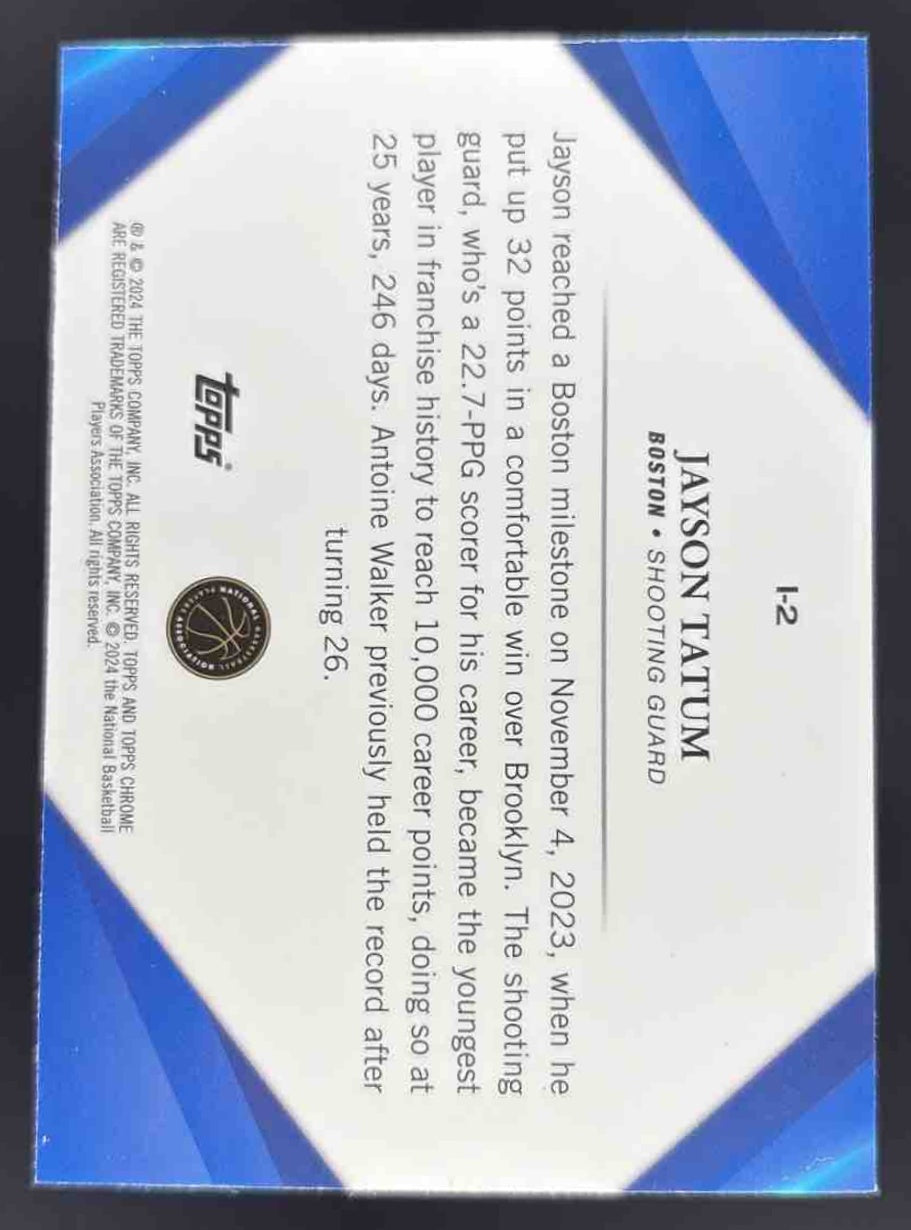 I-2
JAYSON TATUM
BOSTON • SHOOTING GUARD
Jayson reached a Boston milestone on November 4, 2023, when he
put up 32 points in a comfortable win over Brooklyn. The shooting
guard, who's a 22.7-PPG scorer for his career, became the youngest
player in franchise history to reach 10,000 career points, doing so at
25 years, 246 days. Antoine Walker previously held the record after
turning 26.
topps®
NATIONAL BASKETBALL PLAYERS ASSOCIATION
® & © 2024 THE TOPPS COMPANY, INC. ALL RIGHTS RESERVED. TOPPS AND TOPPS CHROME
ARE REGISTERED TRADEMARKS OF THE TOPPS COMPANY, INC. © 2024 the National Basketball
Players Association. All rights reserved.